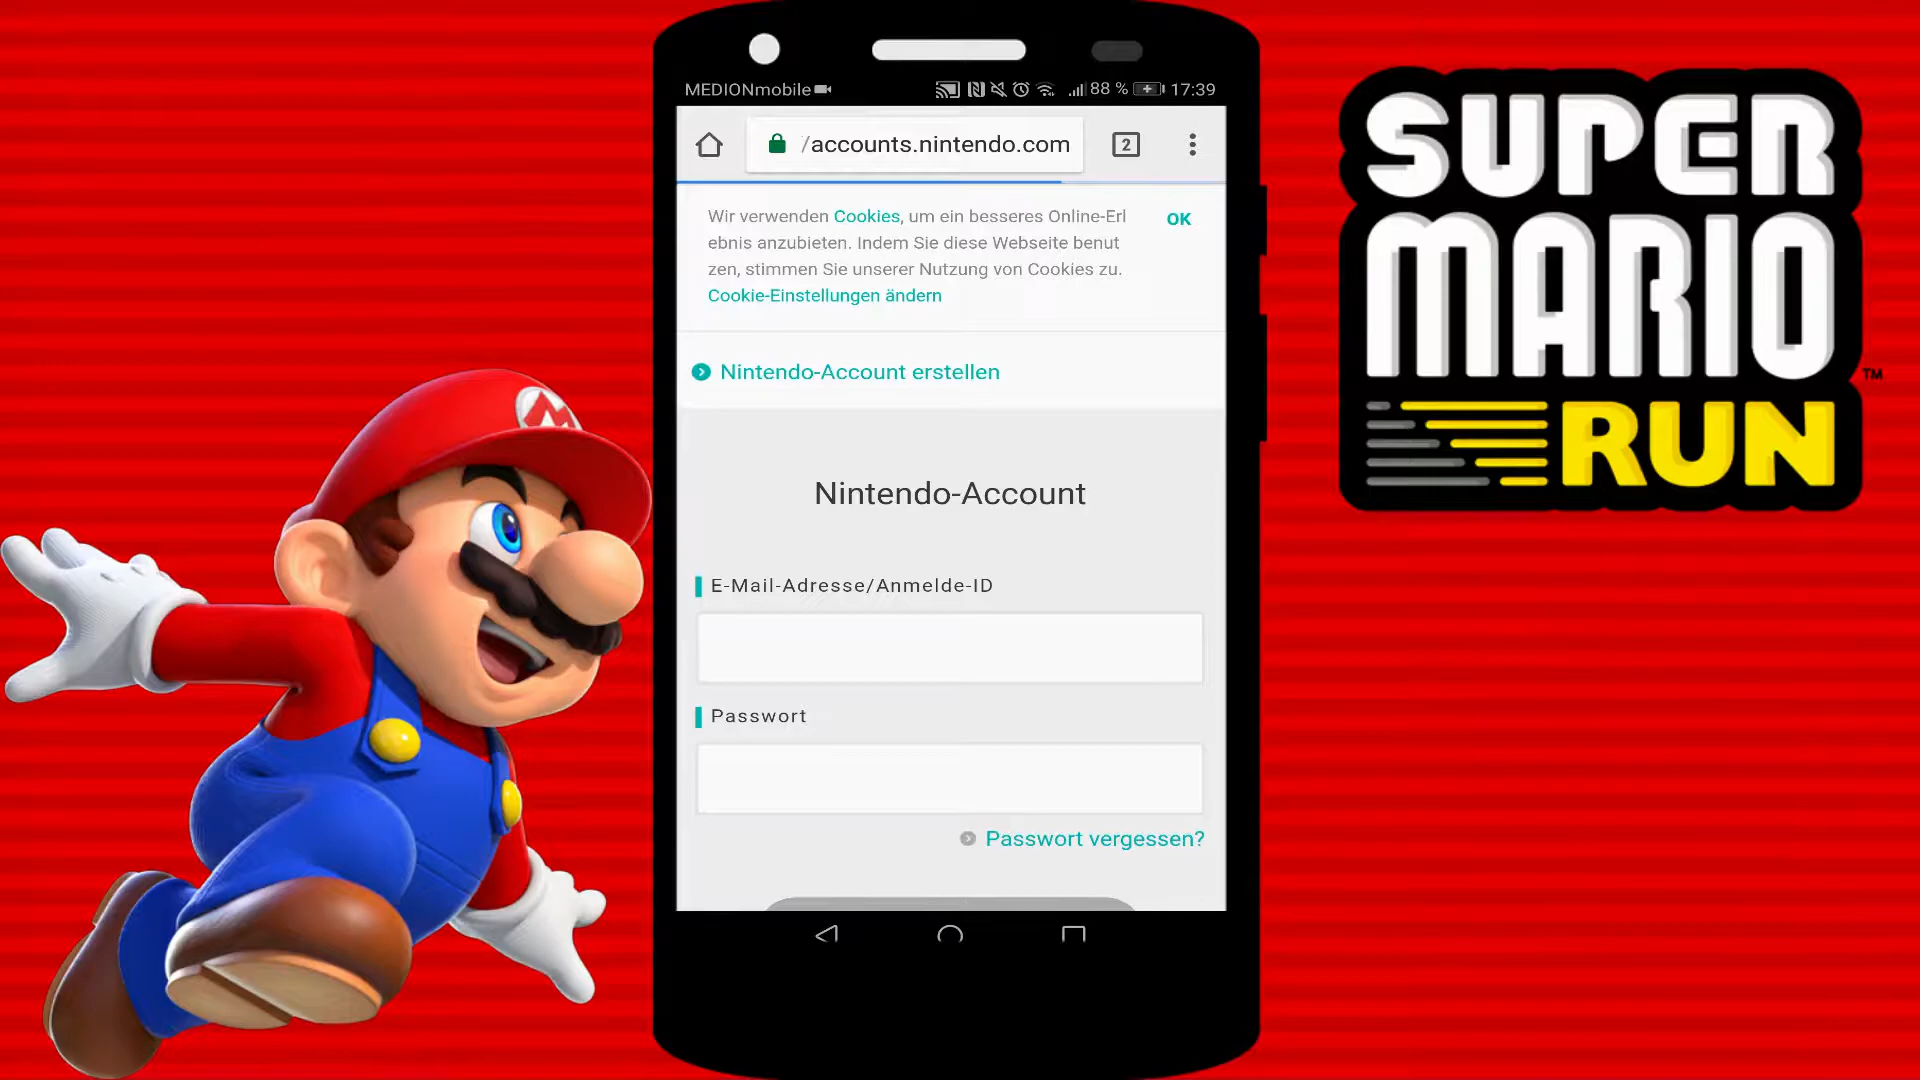 MEDIONmobile
88 %
17:39
/accounts.nintendo.com
2
Wir verwenden Cookies, um ein besseres Online-Erl
ebnis anzubieten. Indem Sie diese Webseite benut
zen, stimmen Sie unserer Nutzung von Cookies zu.
Cookie-Einstellungen ändern
OK
Nintendo-Account erstellen
Nintendo-Account
E-Mail-Adresse/Anmelde-ID
Passwort
Passwort vergessen?
SUPER
MARIO
TM
RUN
M